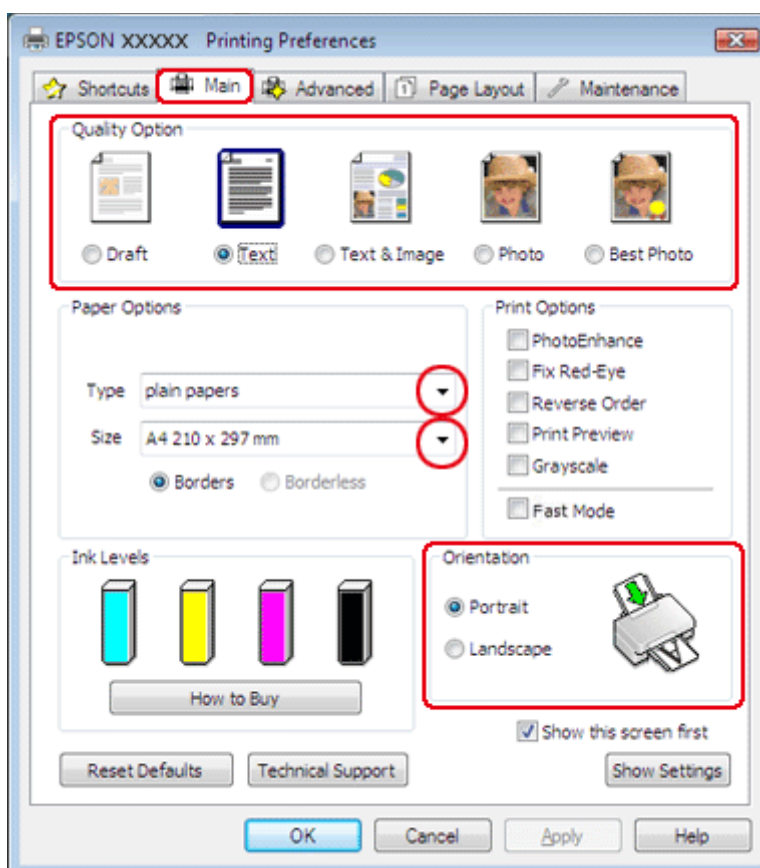 EPSON XXXXX Printing Preferences
Shortcuts Main Advanced Page Layout Maintenance
Quality Option
Draft Text Text & Image Photo Best Photo
Paper Options
Type plain papers
Size A4 210 x 297 mm
Borders Borderless
Print Options
PhotoEnhance
Fix Red-Eye
Reverse Order
Print Preview
Grayscale
Fast Mode
Ink Levels
How to Buy
Orientation
Portrait
Landscape
Show this screen first
Reset Defaults Technical Support Show Settings
OK Cancel Apply Help